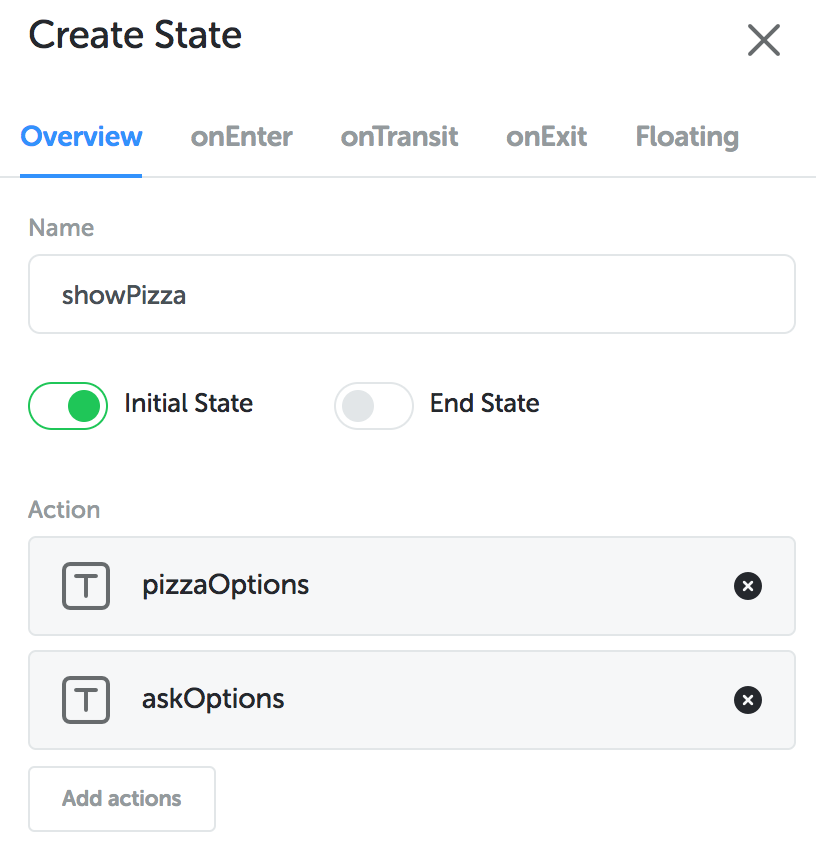 Create State
Overview onEnter onTransit onExit Floating
Name
showPizza
Initial State End State
Action
T pizzaOptions
T askOptions
Add actions